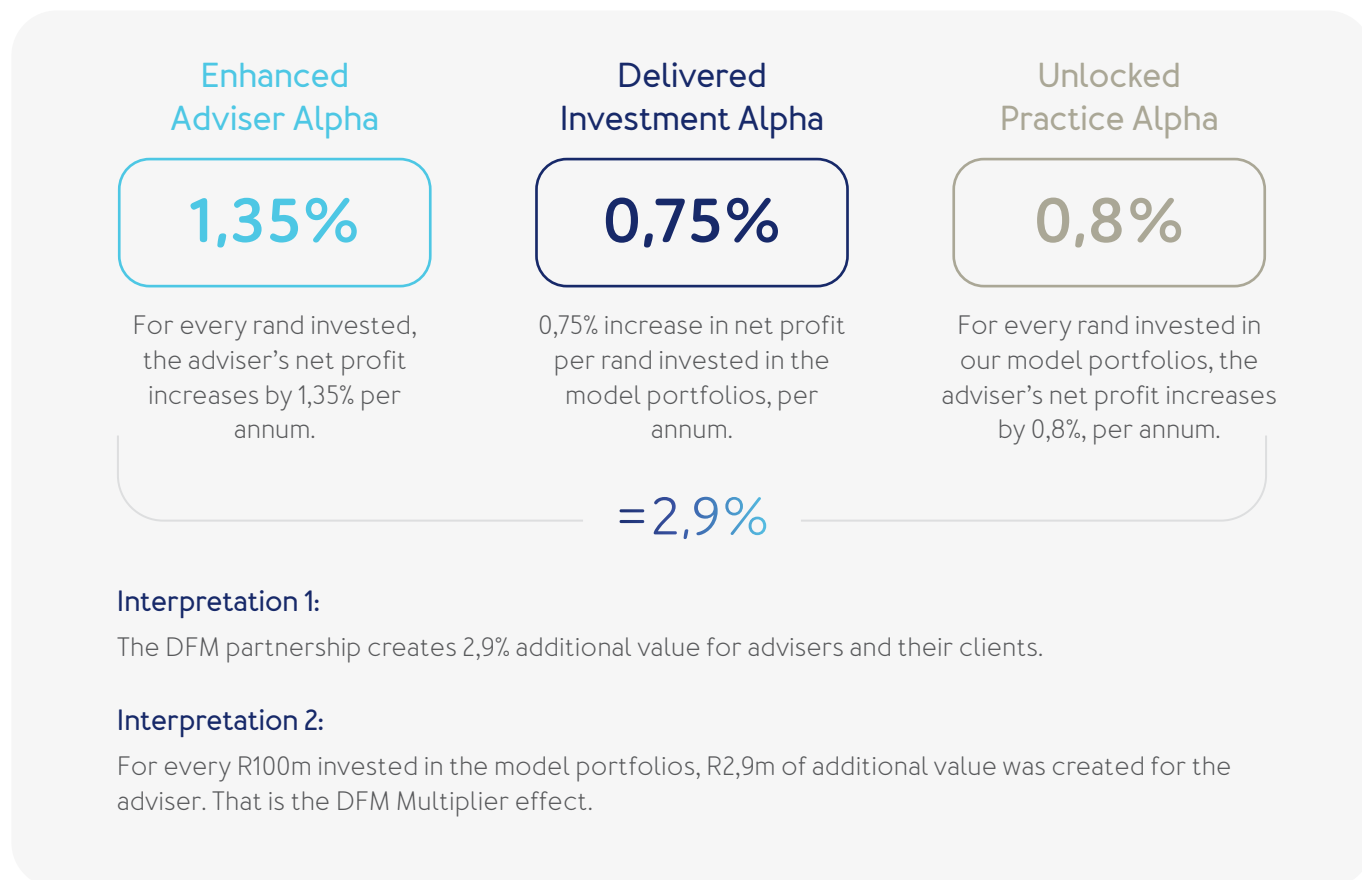 Enhanced
Adviser Alpha
1,35%
For every rand invested,
the adviser's net profit
increases by 1,35% per
annum.
Delivered
Investment Alpha
0,75%
0,75% increase in net profit
per rand invested in the
model portfolios, per
annum.
Unlocked
Practice Alpha
0,8%
For every rand invested in
our model portfolios, the
adviser's net profit increases
by 0,8%, per annum.
=2,9%
Interpretation 1:
The DFM partnership creates 2,9% additional value for advisers and their clients.
Interpretation 2:
For every R100m invested in the model portfolios, R2,9m of additional value was created for the
adviser. That is the DFM Multiplier effect.